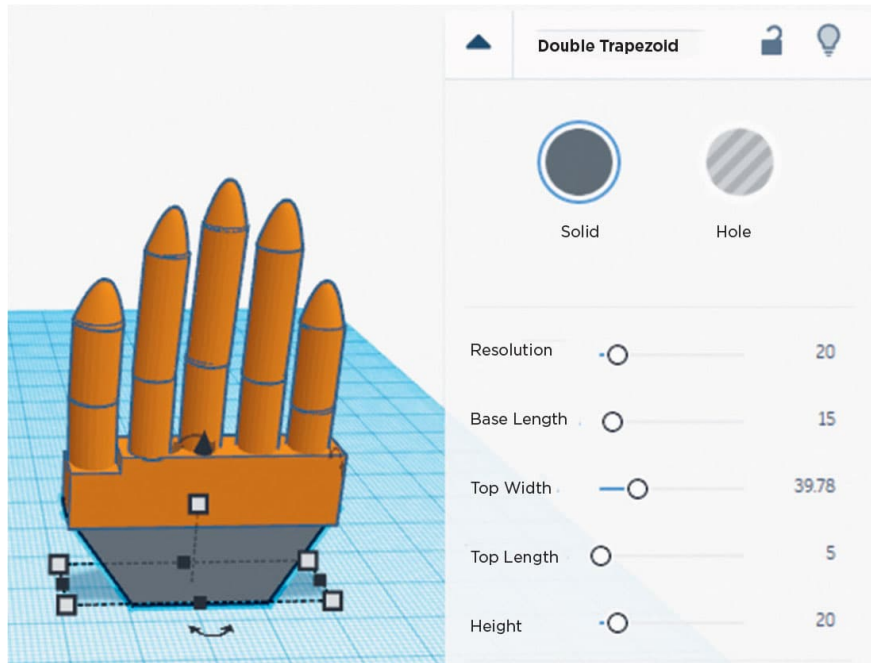 Double Trapezoid
Solid Hole
Resolution 20
Base Length 15
Top Width 39.78
Top Length 5
Height 20